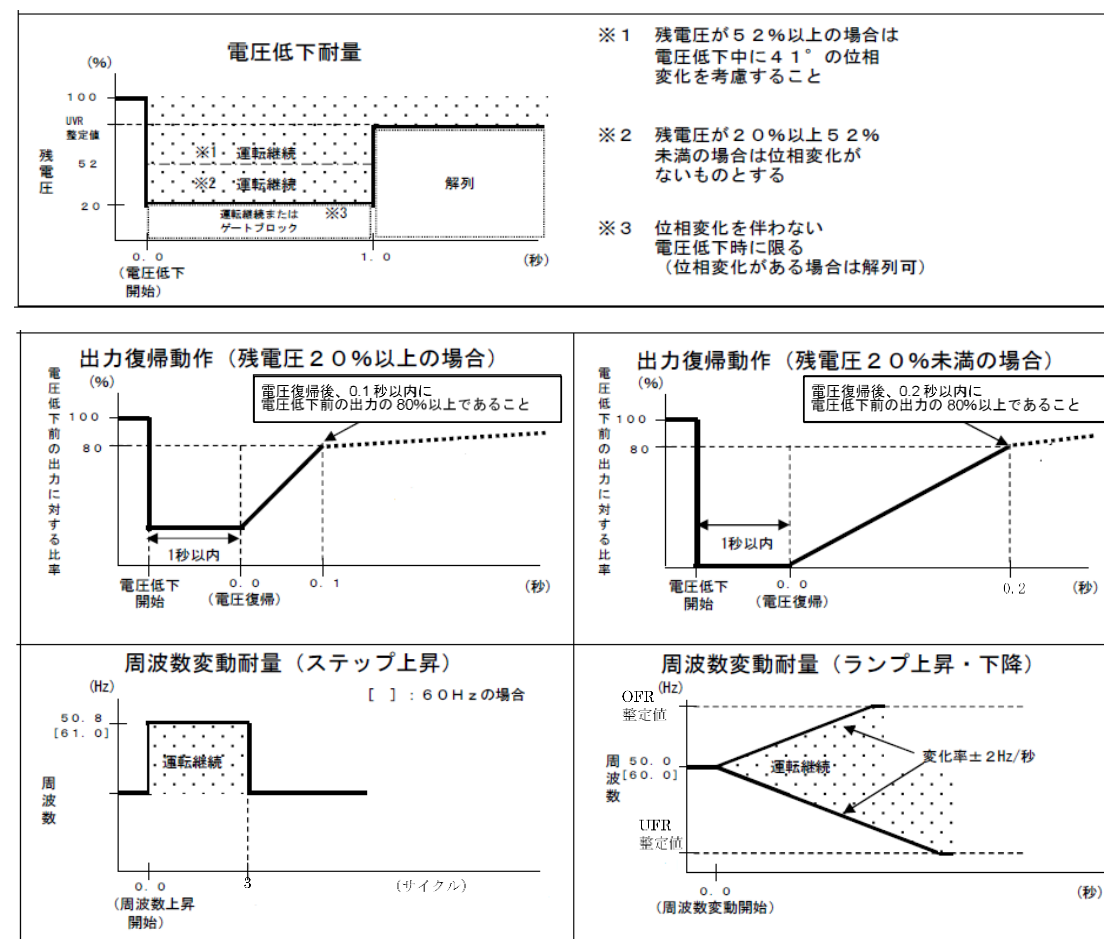 電圧低下耐量
(%)
100
UVR
整定値
残電圧
52
20
※1 運転継続
※2 運転継続
運転継続または ※3
ゲートブロック
解列
0.0
(電圧低下
開始)
1.0
(秒)
※1 残電圧が52%以上の場合は
電圧低下中に41°の位相
変化を考慮すること
※2 残電圧が20%以上52%
未満の場合は位相変化が
ないものとする
※3 位相変化を伴わない
電圧低下時に限る
(位相変化がある場合は解列可)
出力復帰動作(残電圧20%以上の場合)
電圧低下前の出力に対する比率
(%)
電圧復帰後、0.1秒以内に
電圧低下前の出力の80%以上であること
100
80
1秒以内
電圧低下
開始
0.0
(電圧復帰)
0.1
(秒)
出力復帰動作(残電圧20%未満の場合)
電圧低下前の出力に対する比率
(%)
電圧復帰後、0.2秒以内に
電圧低下前の出力の80%以上であること
100
80
1秒以内
電圧低下
開始
0.0
(電圧復帰)
0.2
(秒)
周波数変動耐量(ステップ上昇)
(Hz)
[ ]:60Hzの場合
50.8
[61.0]
運転継続
周波数
0.0
(周波数上昇
開始)
3
(サイクル)
周波数変動耐量(ランプ上昇・下降)
(Hz)
OFR
整定値
周波数
50.0
[60.0]
運転継続
変化率±2Hz/秒
UFR
整定値
0.0
(周波数変動開始)
(秒)